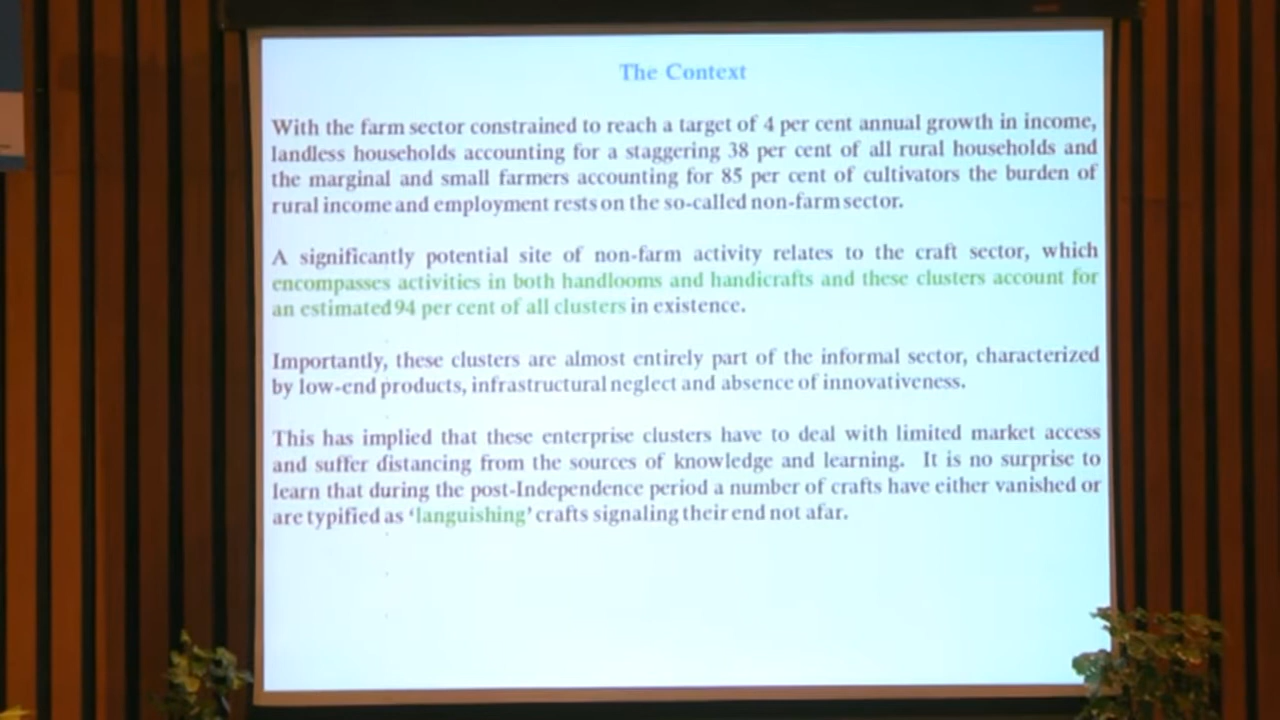 The Context
With the farm sector constrained to reach a target of 4 per cent annual growth in income,
landless households accounting for a staggering 38 per cent of all rural households and
the marginal and small farmers accounting for 85 per cent of cultivators the burden of
rural income and employment rests on the so-called non-farm sector.
A significantly potential site of non-farm activity relates to the craft sector, which
encompasses activities in both handlooms and handicrafts and these clusters account for
an estimated 94 per cent of all clusters in existence.
Importantly, these clusters are almost entirely part of the informal sector, characterized
by low-end products, infrastructural neglect and absence of innovativeness.
This has implied that these enterprise clusters have to deal with limited market access
and suffer distancing from the sources of knowledge and learning. It is no surprise to
learn that during the post-Independence period a number of crafts have either vanished or
are typified as ‘languishing’ crafts signaling their end not afar.